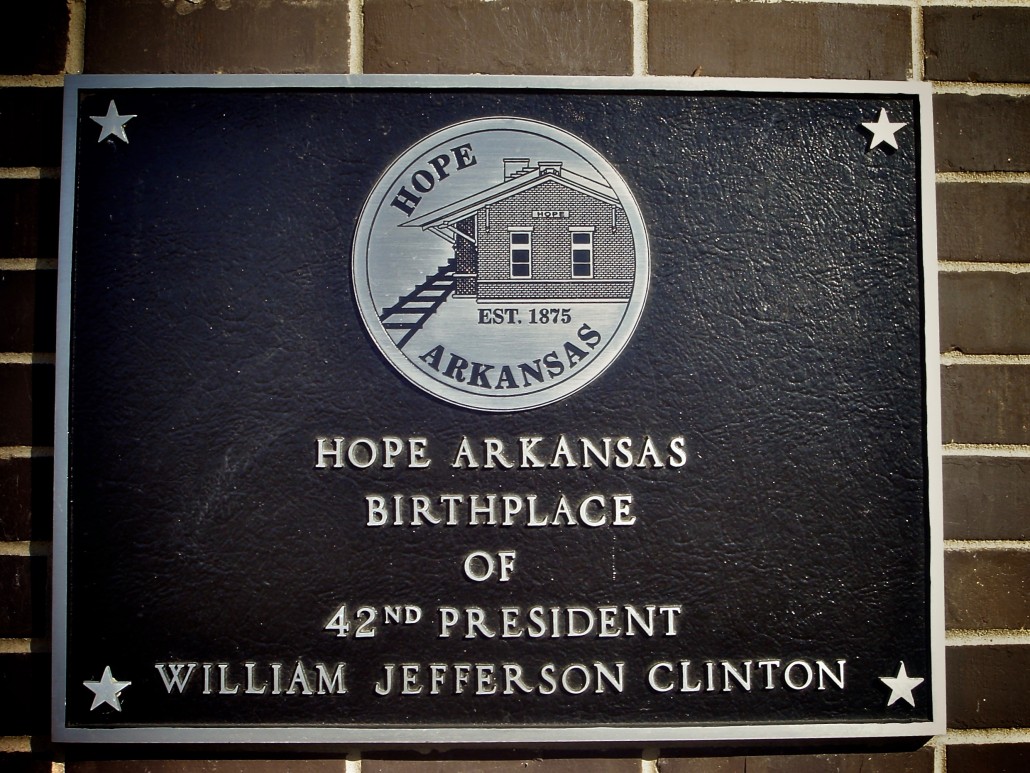 HOPE
HOPE
EST. 1875
ARKANSAS
HOPE ARKANSAS
BIRTHPLACE
OF
42ND PRESIDENT
WILLIAM JEFFERSON CLINTON